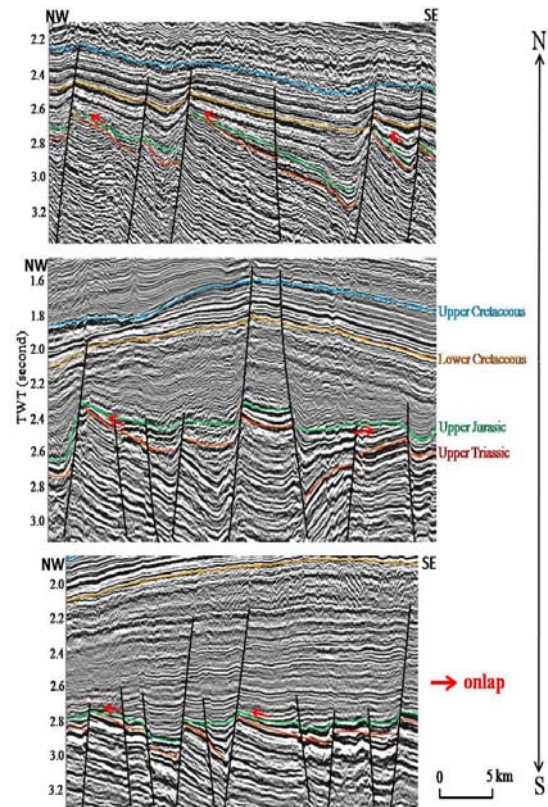 NW
SE
N
2.2
2.4
2.6
2.8
3.0
3.2
NW
1.6
1.8
2.0
2.2
2.4
2.6
2.8
3.0
TWT (second)
Upper Cretaceous
Lower Cretaceous
Upper Jurasic
Upper Triassic
NW
SE
2.0
2.2
2.4
2.6
2.8
3.0
3.2
onlap
S
0 5 km